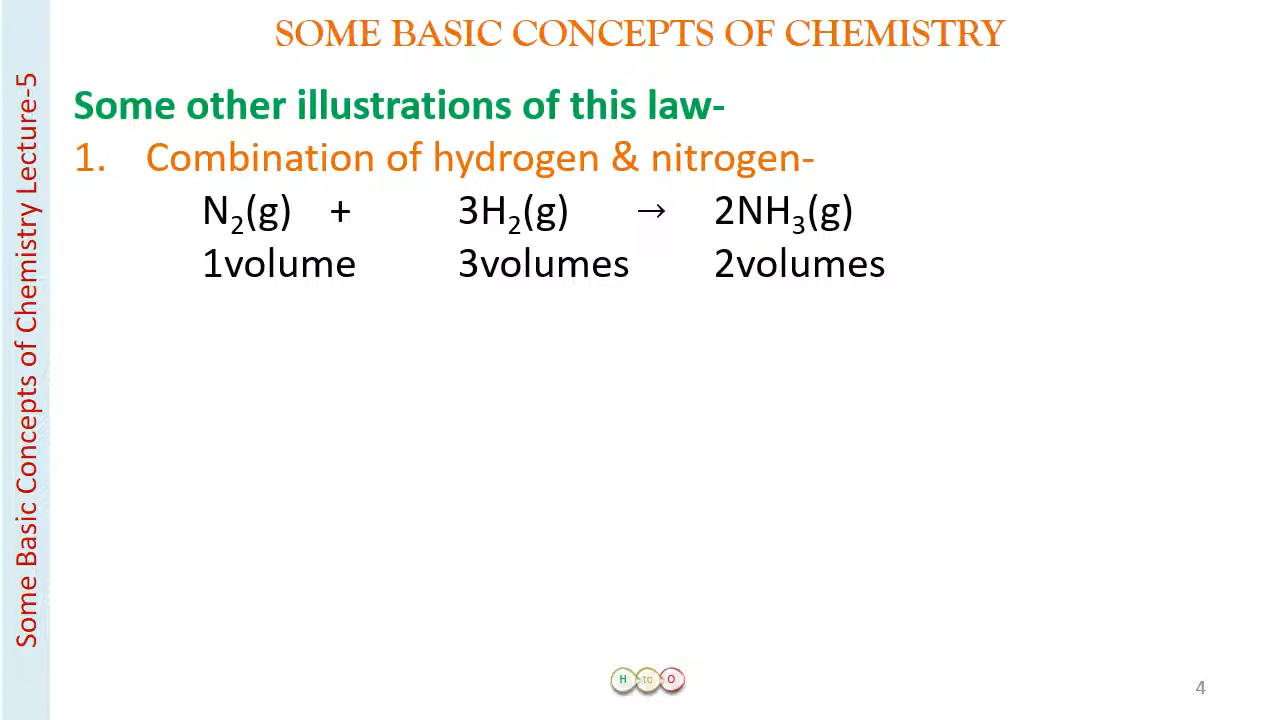 SOME BASIC CONCEPTS OF CHEMISTRY
Some Basic Concepts of Chemistry Lecture-5
Some other illustrations of this law-
1. Combination of hydrogen & nitrogen-
N₂(g) + 3H₂(g) → 2NH₃(g)
1volume 3volumes 2volumes
H to O
4